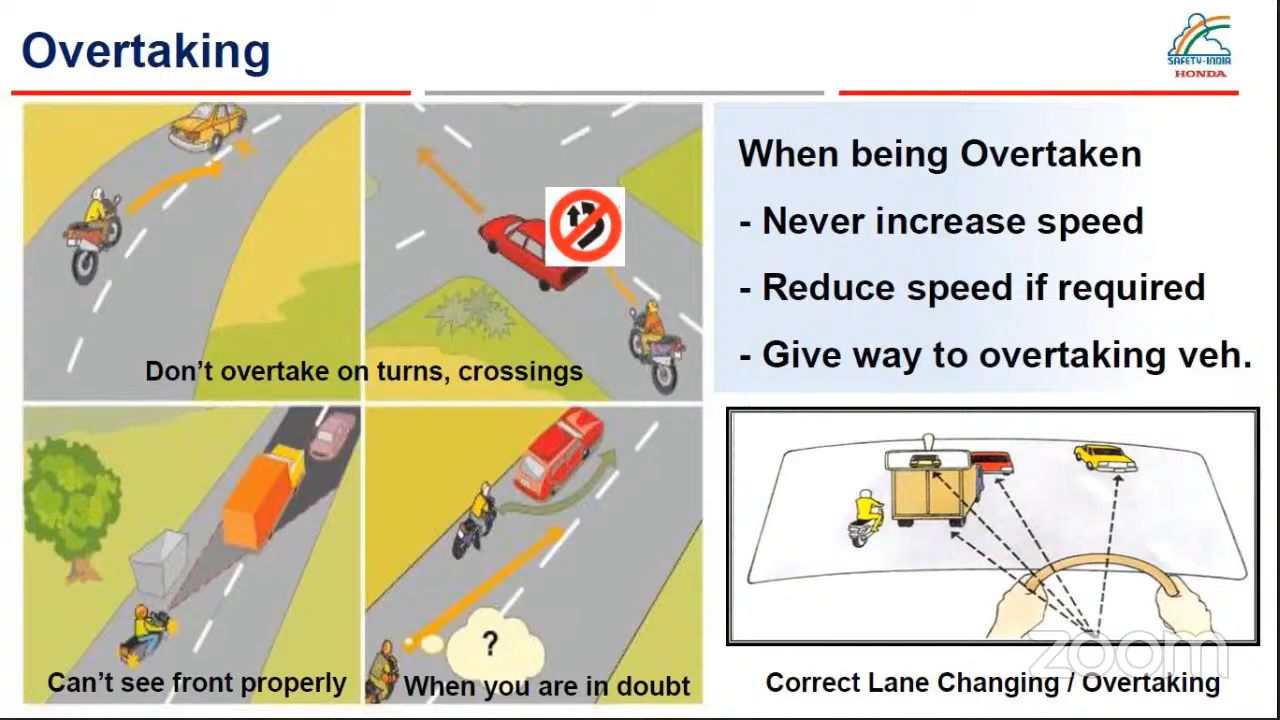 Overtaking
SAFETY-INDIA
HONDA
Don't overtake on turns, crossings
When being Overtaken
- Never increase speed
- Reduce speed if required
- Give way to overtaking veh.
?
Can't see front properly
When you are in doubt
Correct Lane Changing / Overtaking
zoom